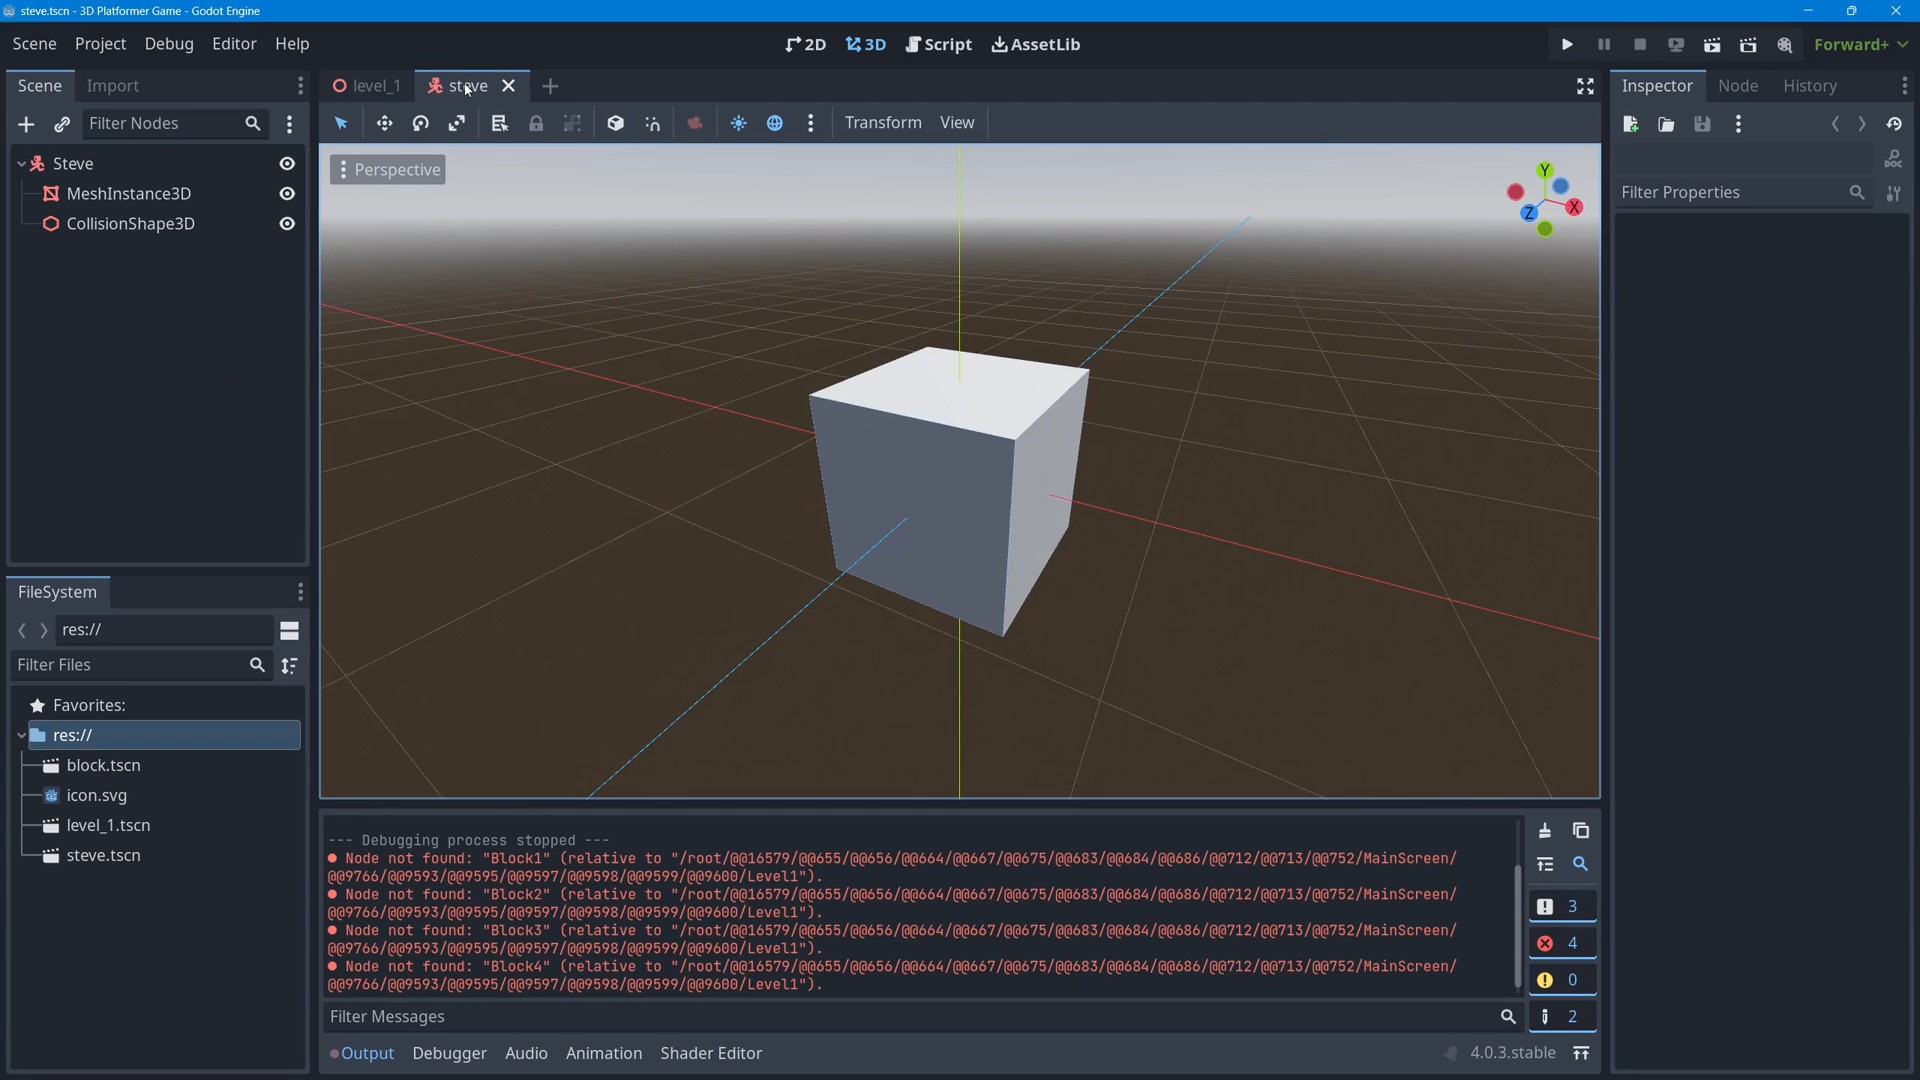 steve.tscn - 3D Platformer Game - Godot Engine
Scene Project Debug Editor Help
2D 3D Script AssetLib
Forward+
Scene Import
level_1 steve
Inspector Node History
Filter Nodes
Transform View
Steve
MeshInstance3D
CollisionShape3D
Perspective
Y
X
Z
DOC
Filter Properties
FileSystem
res://
Filter Files
Favorites:
res://
block.tscn
icon.svg
level_1.tscn
steve.tscn
--- Debugging process stopped ---
Node not found: "Block1" (relative to "/root/@@16579/@@655/@@656/@@664/@@667/@@675/@@683/@@684/@@686/@@712/@@713/@@752/MainScreen/
@@9766/@@9593/@@9595/@@9597/@@9598/@@9599/@@9600/Level1").
Node not found: "Block2" (relative to "/root/@@16579/@@655/@@656/@@664/@@667/@@675/@@683/@@684/@@686/@@712/@@713/@@752/MainScreen/
@@9766/@@9593/@@9595/@@9597/@@9598/@@9599/@@9600/Level1").
Node not found: "Block3" (relative to "/root/@@16579/@@655/@@656/@@664/@@667/@@675/@@683/@@684/@@686/@@712/@@713/@@752/MainScreen/
@@9766/@@9593/@@9595/@@9597/@@9598/@@9599/@@9600/Level1").
Node not found: "Block4" (relative to "/root/@@16579/@@655/@@656/@@664/@@667/@@675/@@683/@@684/@@686/@@712/@@713/@@752/MainScreen/
@@9766/@@9593/@@9595/@@9597/@@9598/@@9599/@@9600/Level1").
3
4
0
2
Filter Messages
Output Debugger Audio Animation Shader Editor
4.0.3.stable